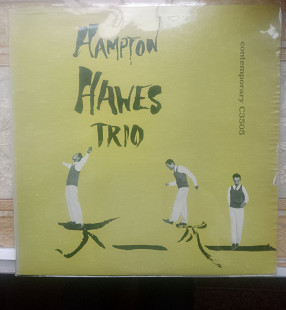 HAMPTON
HAWES
TRIO
contemporary C3505